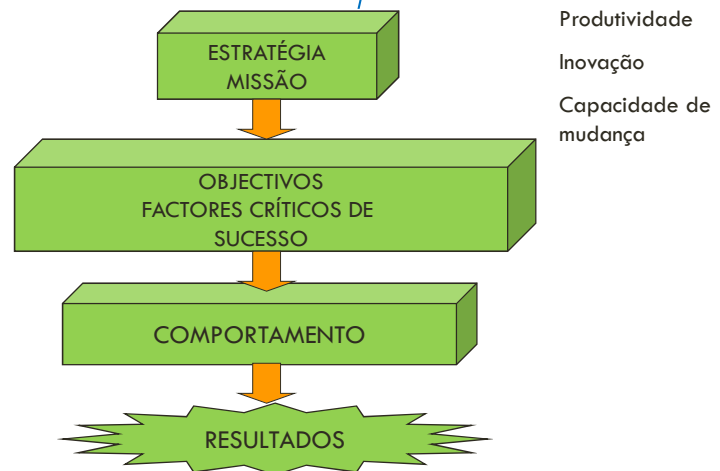 ESTRATÉGIA
MISSÃO
OBJECTIVOS
FACTORES CRÍTICOS DE
SUCESSO
COMPORTAMENTO
RESULTADOS
Produtividade
Inovação
Capacidade de
mudança